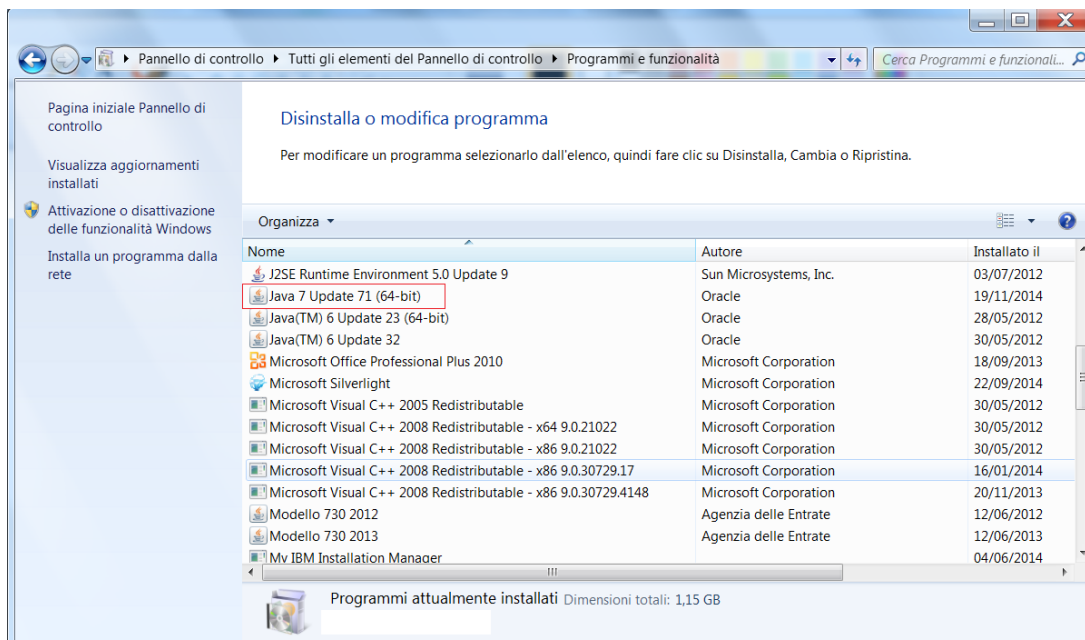 Pannello di controllo Tutti gli elementi del Pannello di controllo Programmi e funzionalità
Cerca Programmi e funzionali...
Pagina iniziale Pannello di
controllo
Visualizza aggiornamenti
installati
Attivazione o disattivazione
delle funzionalità Windows
Installa un programma dalla
rete
Disinstalla o modifica programma
Per modificare un programma selezionarlo dall'elenco, quindi fare clic su Disinstalla, Cambia o Ripristina.
Organizza
Nome Autore Installato il
J2SE Runtime Environment 5.0 Update 9 Sun Microsystems, Inc. 03/07/2012
Java 7 Update 71 (64-bit) Oracle 19/11/2014
Java(TM) 6 Update 23 (64-bit) Oracle 28/05/2012
Java(TM) 6 Update 32 Oracle 30/05/2012
Microsoft Office Professional Plus 2010 Microsoft Corporation 18/09/2013
Microsoft Silverlight Microsoft Corporation 22/09/2014
Microsoft Visual C++ 2005 Redistributable Microsoft Corporation 30/05/2012
Microsoft Visual C++ 2008 Redistributable - x64 9.0.21022 Microsoft Corporation 30/05/2012
Microsoft Visual C++ 2008 Redistributable - x86 9.0.21022 Microsoft Corporation 30/05/2012
Microsoft Visual C++ 2008 Redistributable - x86 9.0.30729.17 Microsoft Corporation 16/01/2014
Microsoft Visual C++ 2008 Redistributable - x86 9.0.30729.4148 Microsoft Corporation 20/11/2013
Modello 730 2012 Agenzia delle Entrate 12/06/2012
Modello 730 2013 Agenzia delle Entrate 12/06/2013
My IBM Installation Manager 04/06/2014
Programmi attualmente installati Dimensioni totali: 1,15 GB